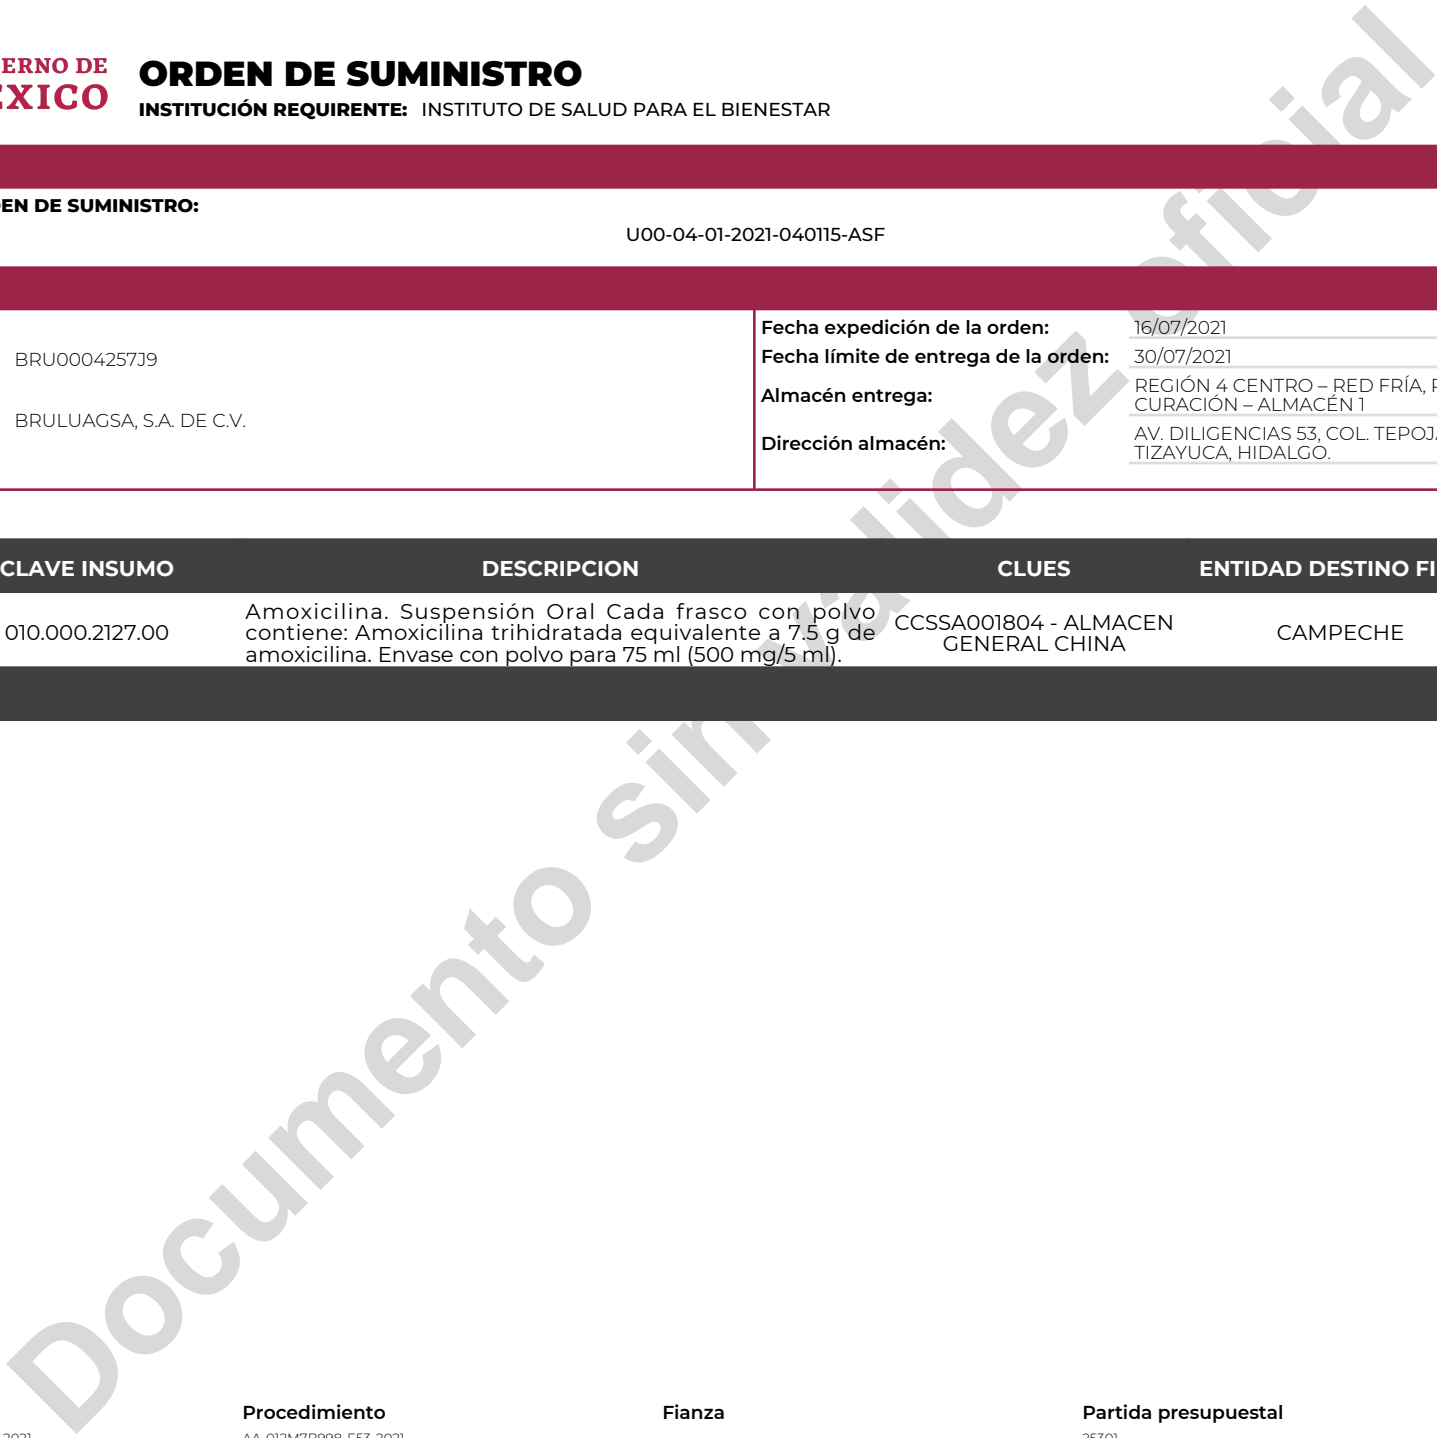 ERNO DE
EXICO
ORDEN DE SUMINISTRO
INSTITUCIÓN REQUIRENTE: INSTITUTO DE SALUD PARA EL BIENESTAR
EN DE SUMINISTRO:
U00-04-01-2021-040115-ASF
BRU0004257J9
BRULUAGSA, S.A. DE C.V.
Fecha expedición de la orden: 16/07/2021
Fecha límite de entrega de la orden: 30/07/2021
Almacén entrega: REGIÓN 4 CENTRO – RED FRÍA,
CURACIÓN – ALMACÉN 1
Dirección almacén: AV. DILIGENCIAS 53, COL. TEPOJ
TIZAYUCA, HIDALGO.
CLAVE INSUMO DESCRIPCION CLUES ENTIDAD DESTINO FI
010.000.2127.00
Amoxicilina. Suspensión Oral Cada frasco con polvo
contiene: Amoxicilina trihidratada equivalente a 7.5 g de
amoxicilina. Envase con polvo para 75 ml (500 mg/5 ml).
CCSSA001804 - ALMACEN
GENERAL CHINA
CAMPECHE
Documento sin validez oficial
Procedimiento Fianza Partida presupuestal